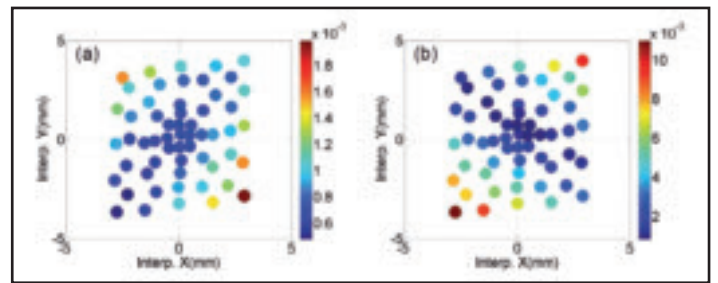 (a)
5
0
-5
-5 0 5
Interp. X(mm)
Interp. Y(mm)
x 10⁻³
1.8
1.6
1.4
1.2
1
0.8
0.6
(b)
5
0
-5
-5 0 5
Interp. X(mm)
Interp. Y(mm)
x 10⁻³
10
8
6
4
2